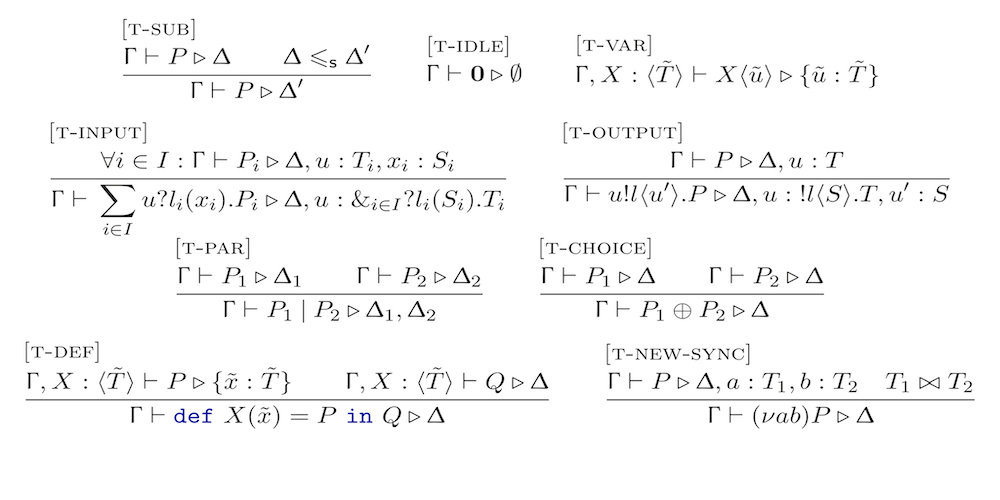 [T-SUB]
Γ ⊢ P ▹ Δ    Δ ⩽ₛ Δ′
Γ ⊢ P ▹ Δ′
[T-IDLE]
Γ ⊢ 𝟎 ▹ ∅
[T-VAR]
Γ, X : ⟨T̃⟩ ⊢ X⟨ũ⟩ ▹ {ũ : T̃}
[T-INPUT]
∀i ∈ I : Γ ⊢ Pᵢ ▹ Δ, u : Tᵢ, xᵢ : Sᵢ
Γ ⊢ ∑_{i∈I} u?lᵢ(xᵢ).Pᵢ ▹ Δ, u : &_{i∈I}?lᵢ(Sᵢ).Tᵢ
[T-OUTPUT]
Γ ⊢ P ▹ Δ, u : T
Γ ⊢ u!l⟨u′⟩.P ▹ Δ, u : !l⟨S⟩.T, u′ : S
[T-PAR]
Γ ⊢ P₁ ▹ Δ₁    Γ ⊢ P₂ ▹ Δ₂
Γ ⊢ P₁ | P₂ ▹ Δ₁, Δ₂
[T-CHOICE]
Γ ⊢ P₁ ▹ Δ    Γ ⊢ P₂ ▹ Δ
Γ ⊢ P₁ ⊕ P₂ ▹ Δ
[T-DEF]
Γ, X : ⟨T̃⟩ ⊢ P ▹ {x̃ : T̃}    Γ, X : ⟨T̃⟩ ⊢ Q ▹ Δ
Γ ⊢ def X(x̃) = P in Q ▹ Δ
[T-NEW-SYNC]
Γ ⊢ P ▹ Δ, a : T₁, b : T₂    T₁ ⋈ T₂
Γ ⊢ (νab)P ▹ Δ